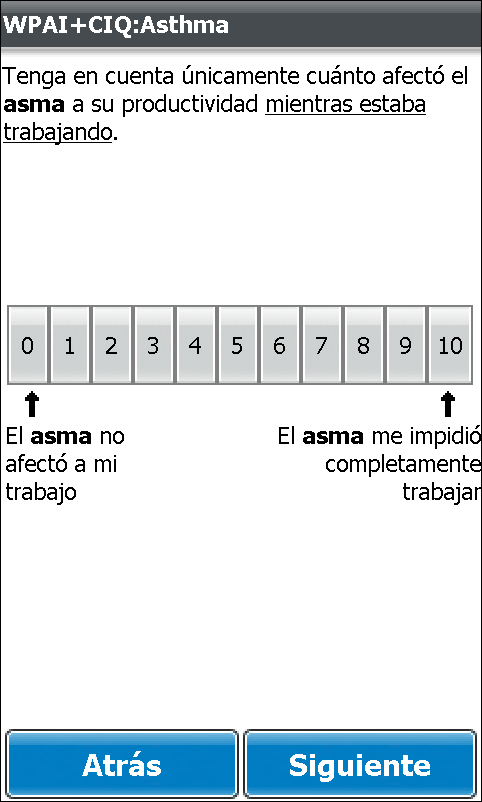 WPAI+CIQ:Asthma
Tenga en cuenta únicamente cuánto afectó el
asma a su productividad mientras estaba
trabajando.
0 1 2 3 4 5 6 7 8 9 10
El asma no
afectó a mi
trabajo
El asma me impidió
completamente
trabajar
Atrás Siguiente